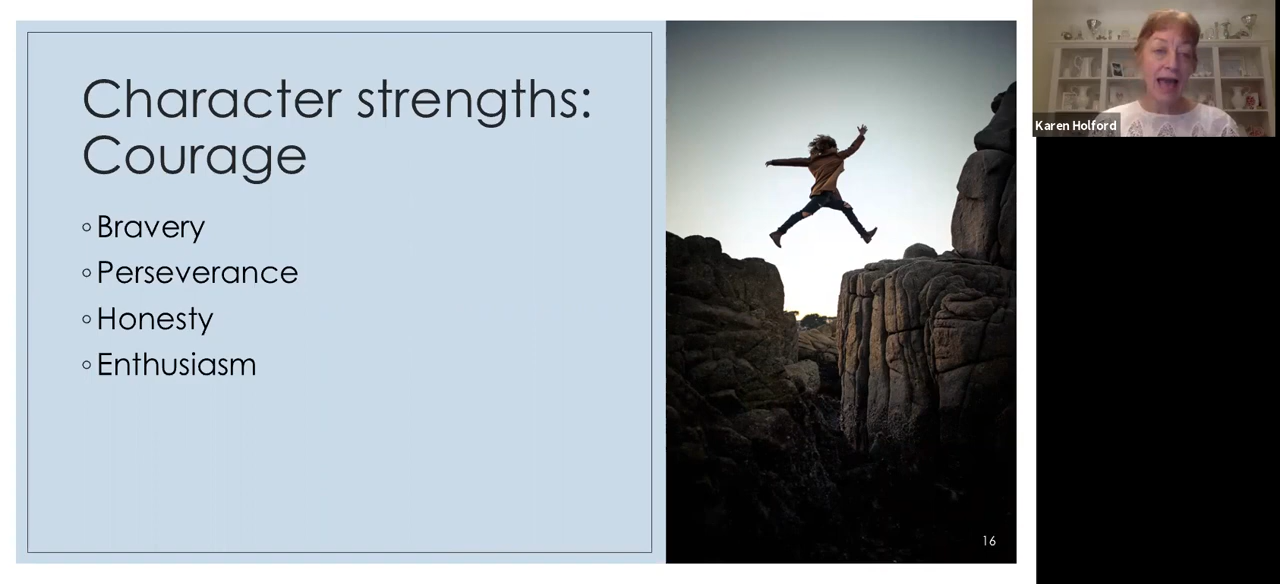 Character strengths:
Courage
◦Bravery
◦Perseverance
◦Honesty
◦Enthusiasm
16
Karen Holford